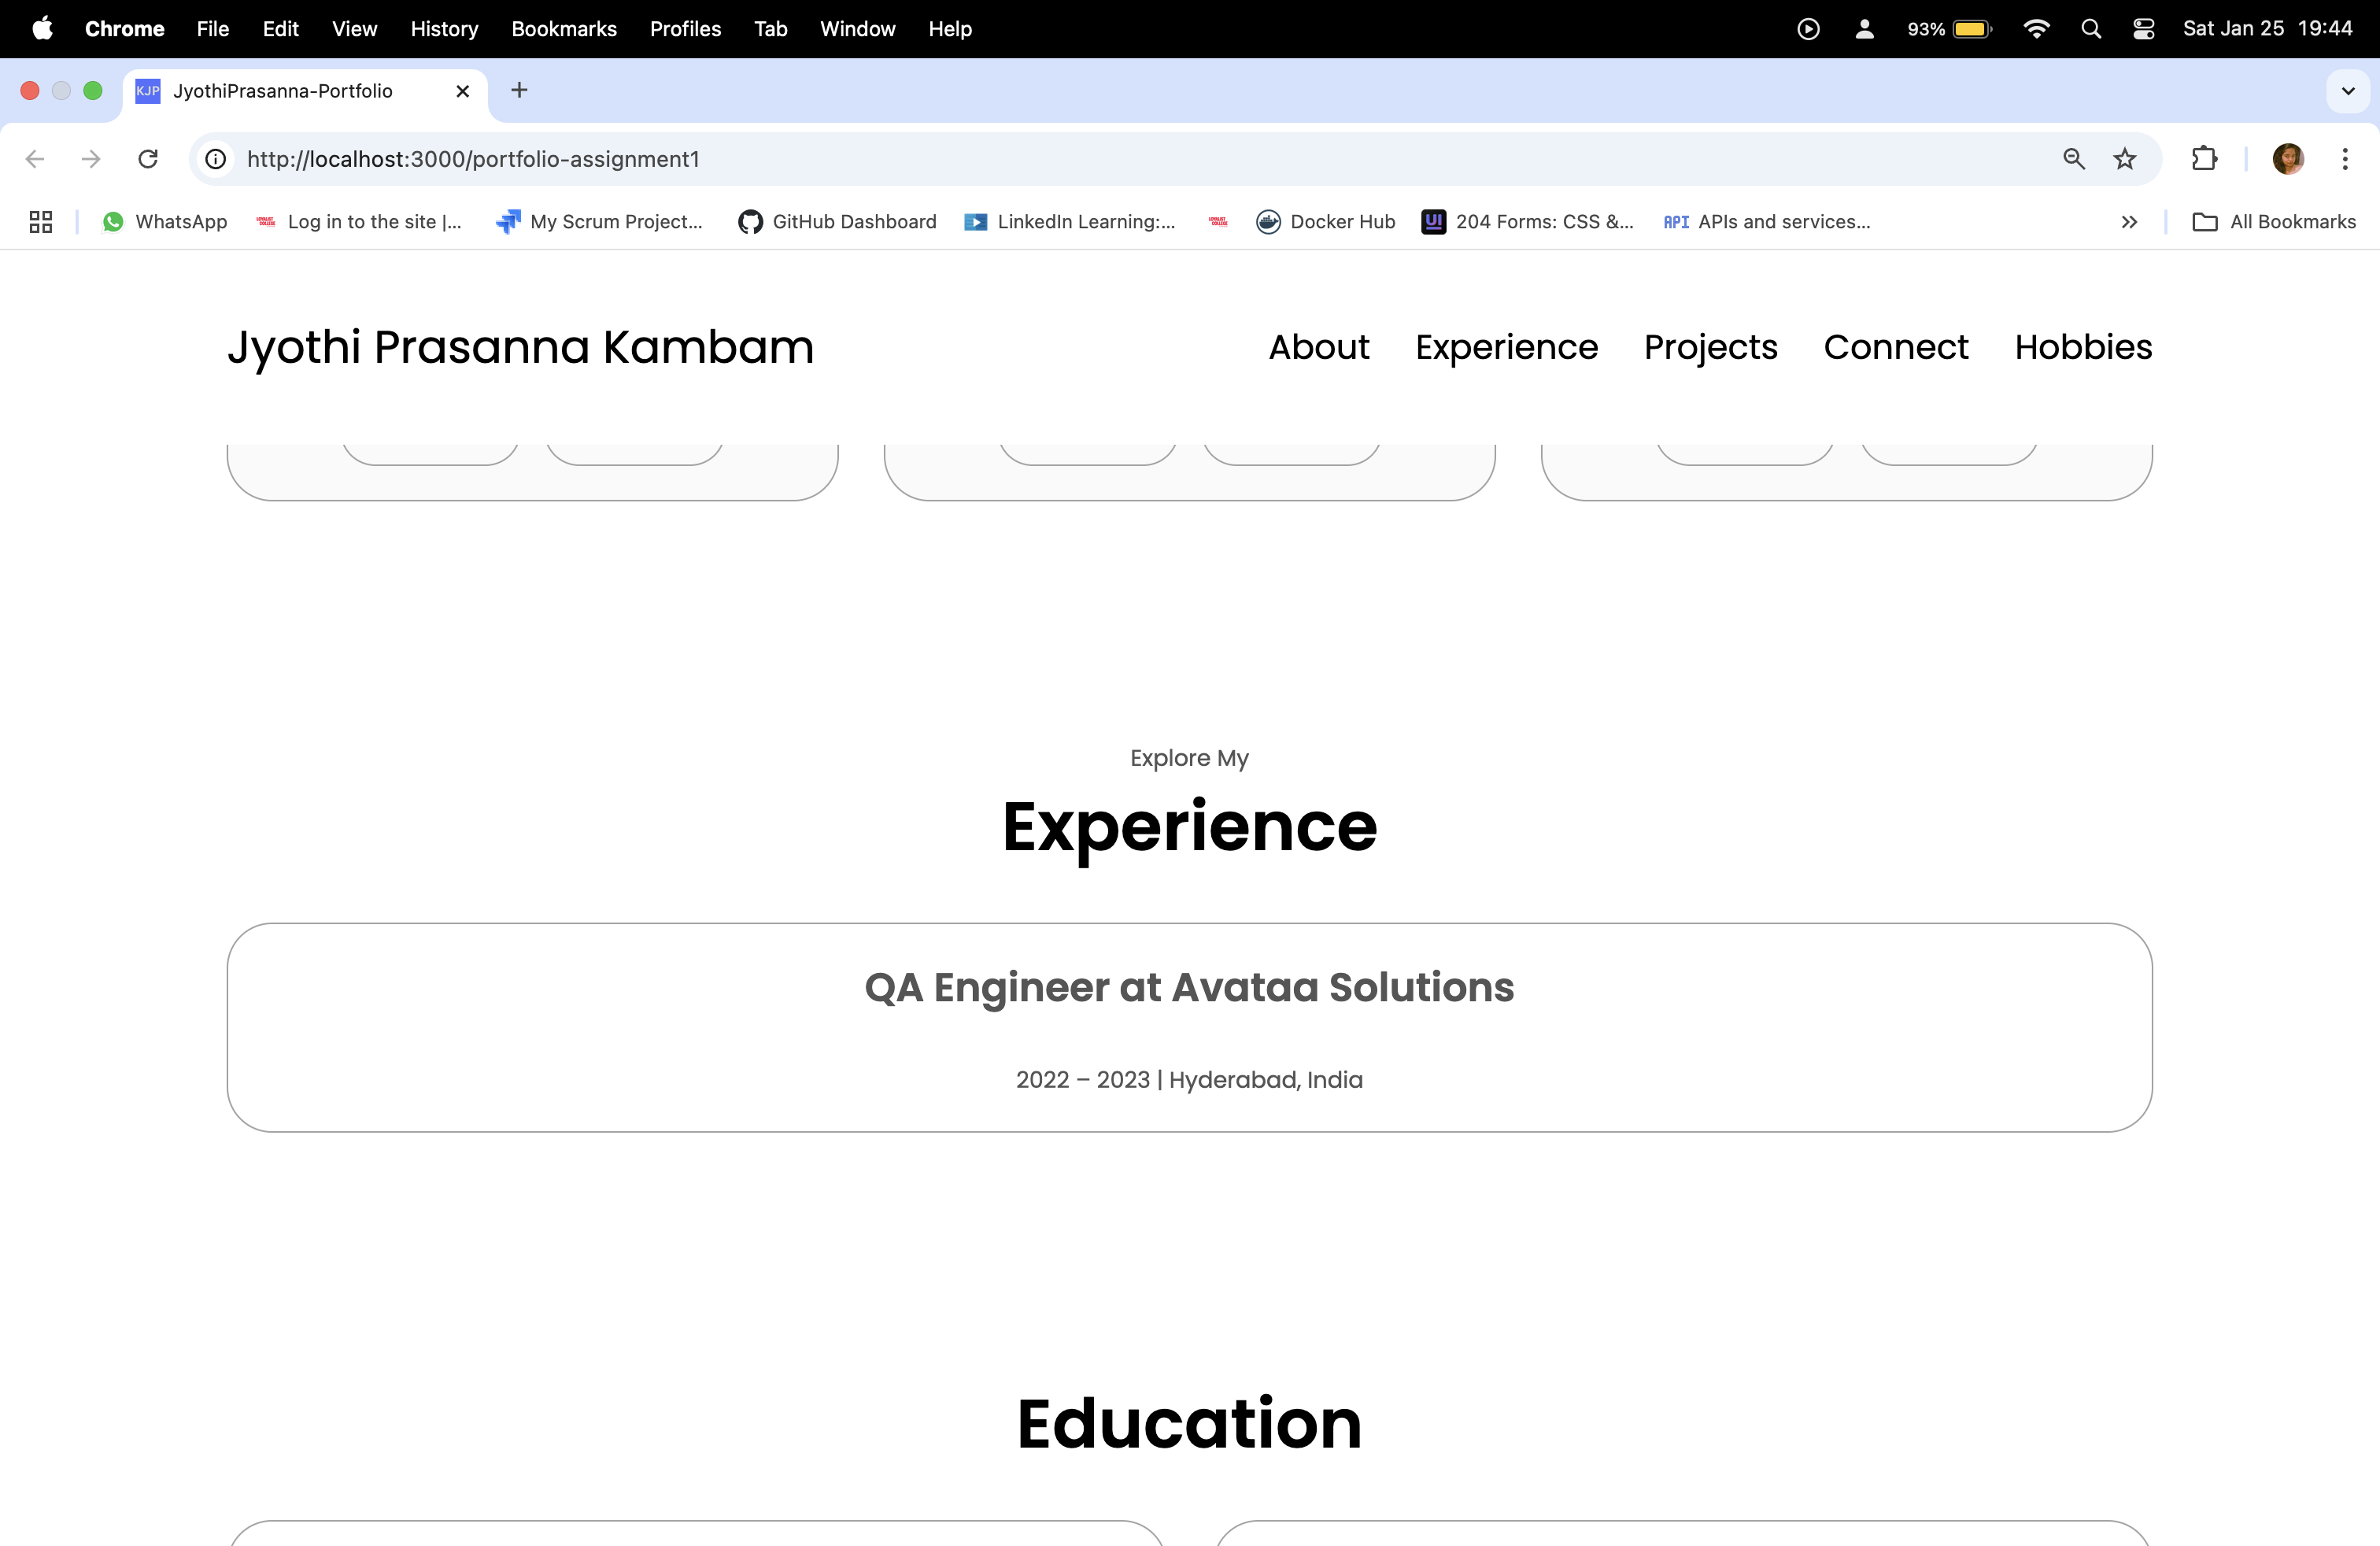 Chrome File Edit View History Bookmarks Profiles Tab Window Help 93% Sat Jan 25 19:44
KJP JyothiPrasanna-Portfolio
http://localhost:3000/portfolio-assignment1
WhatsApp Log in to the site |... My Scrum Project... GitHub Dashboard LinkedIn Learning:... Docker Hub UI 204 Forms: CSS &... API APIs and services... All Bookmarks
Jyothi Prasanna Kambam About Experience Projects Connect Hobbies
Explore My
Experience
QA Engineer at Avataa Solutions
2022 – 2023 | Hyderabad, India
Education